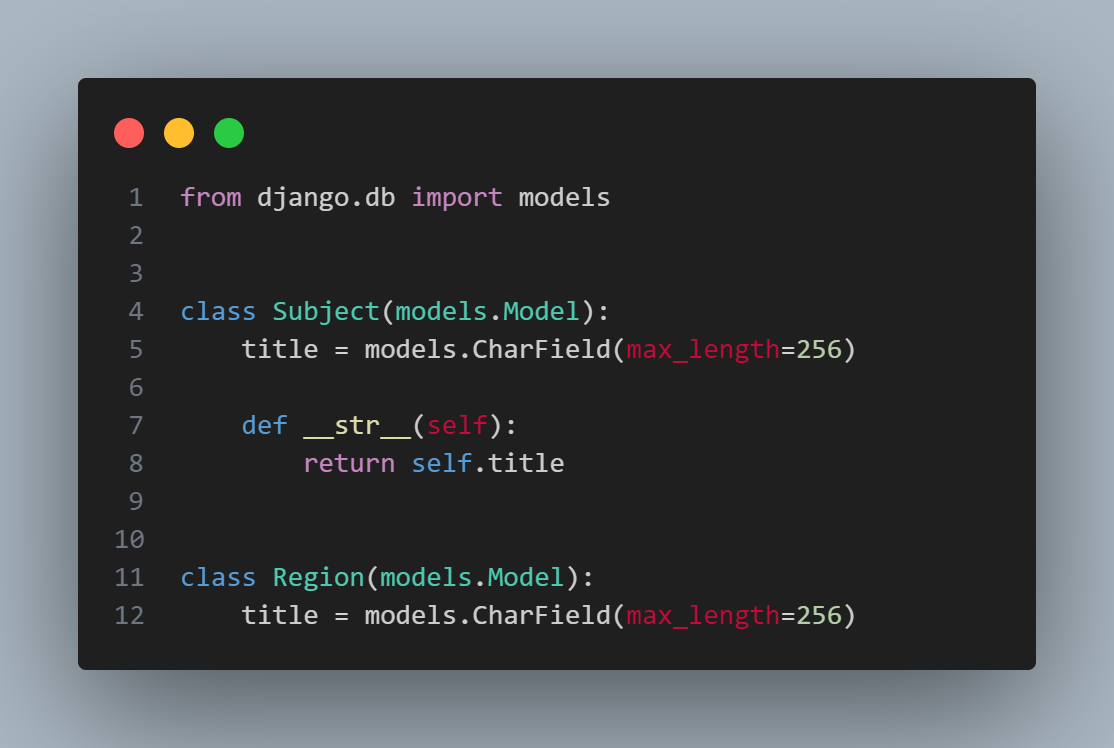 1 from django.db import models
2
3
4 class Subject(models.Model):
5     title = models.CharField(max_length=256)
6
7     def __str__(self):
8         return self.title
9
10
11 class Region(models.Model):
12     title = models.CharField(max_length=256)